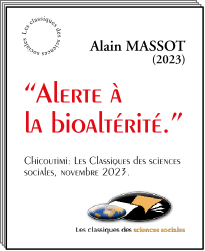 Les classiques des sciences sociales
Alain MASSOT
(2023)
“Alerte à
la bioaltérité.”
Chicoutimi: Les Classiques des sciences
sociales, novembre 2023.
Les classiques des sciences sociales